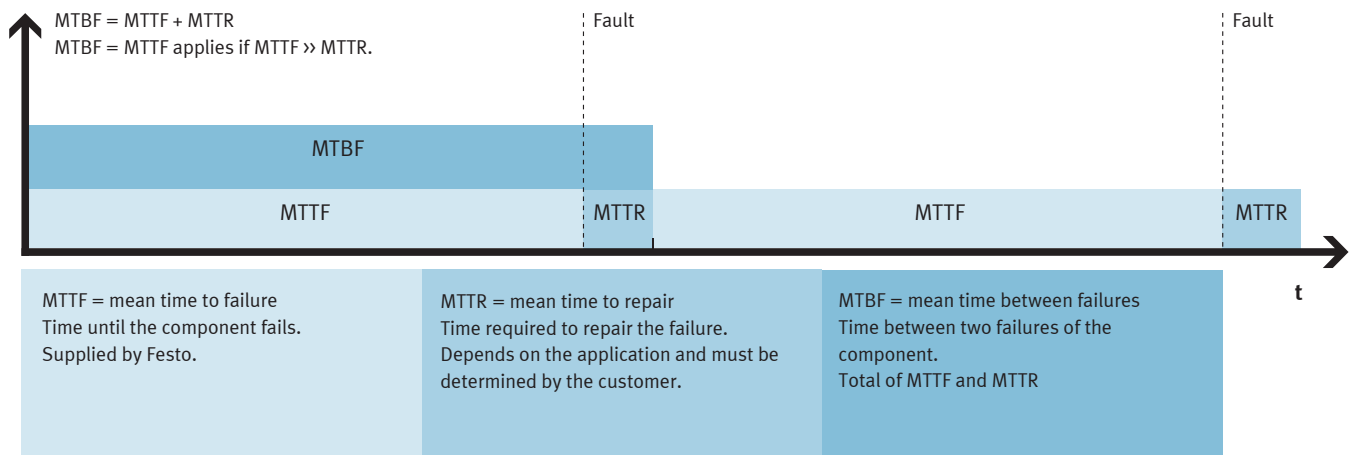 MTBF = MTTF + MTTR
MTBF = MTTF applies if MTTF ›› MTTR.
Fault
Fault
MTBF
MTTF
MTTR
MTTF
MTTR
t
MTTF = mean time to failure
Time until the component fails.
Supplied by Festo.
MTTR = mean time to repair
Time required to repair the failure.
Depends on the application and must be
determined by the customer.
MTBF = mean time between failures
Time between two failures of the
component.
Total of MTTF and MTTR